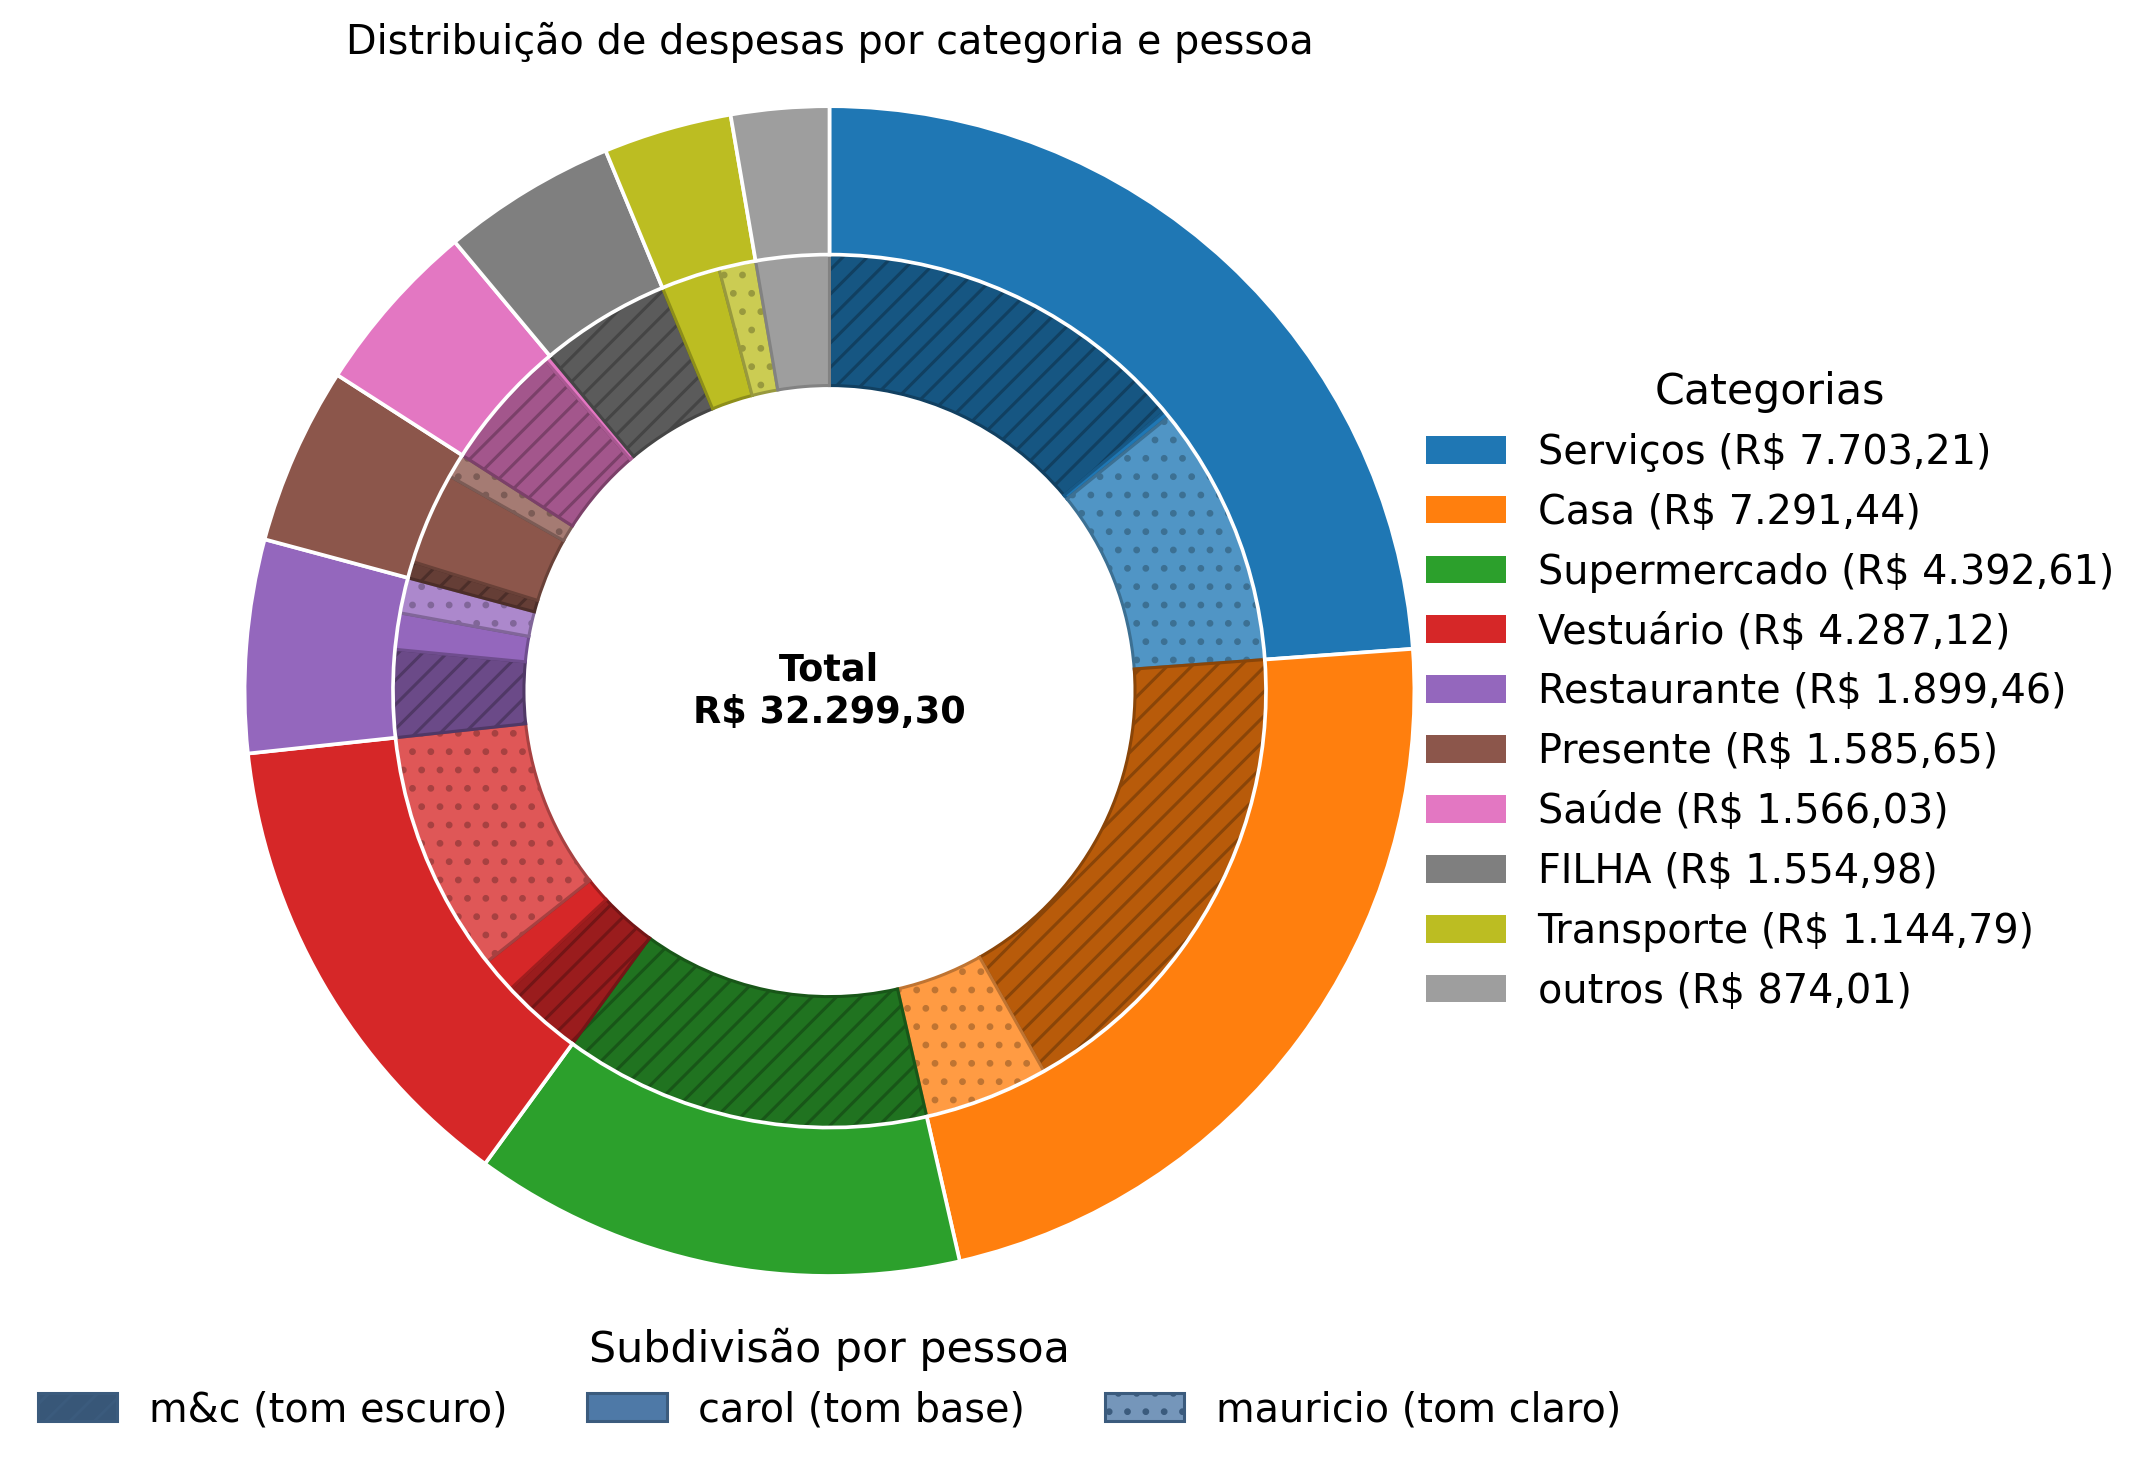 Distribuição de despesas por categoria e pessoa
Total
R$ 32.299,30
Categorias
Serviços (R$ 7.703,21)
Casa (R$ 7.291,44)
Supermercado (R$ 4.392,61)
Vestuário (R$ 4.287,12)
Restaurante (R$ 1.899,46)
Presente (R$ 1.585,65)
Saúde (R$ 1.566,03)
FILHA (R$ 1.554,98)
Transporte (R$ 1.144,79)
outros (R$ 874,01)
Subdivisão por pessoa
m&c (tom escuro)
carol (tom base)
mauricio (tom claro)